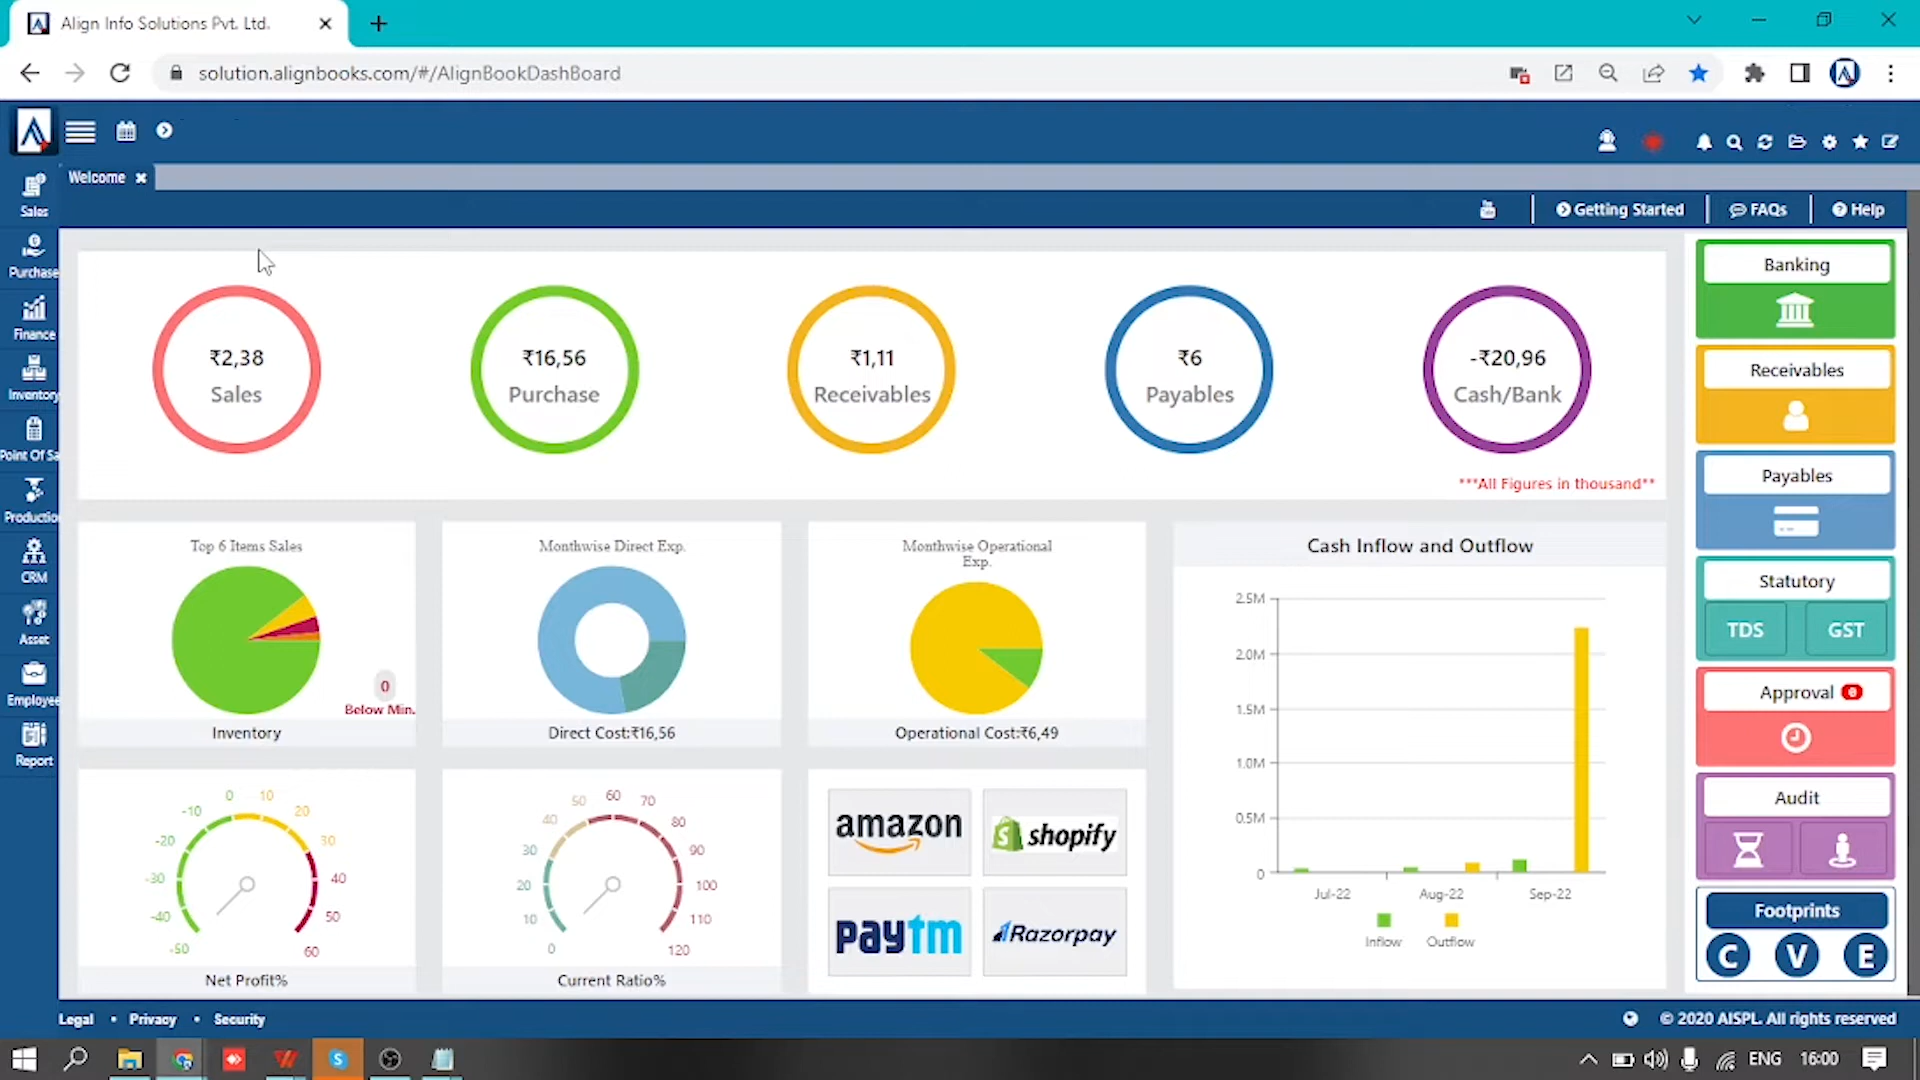 Align Info Solutions Pvt. Ltd.
solution.alignbooks.com/#/AlignBookDashBoard
Welcome
Getting Started
FAQs
Help
Sales
Purchase
Finance
Inventory
Point Of Sa
Productio
CRM
Asset
Employee
Report
₹2,38
Sales
₹16,56
Purchase
₹1,11
Receivables
₹6
Payables
-₹20,96
Cash/Bank
***All Figures in thousand**
Top 6 Items Sales
0
Below Min.
Inventory
Monthwise Direct Exp.
Direct Cost:₹16,56
Monthwise Operational
Exp.
Operational Cost:₹6,49
Cash Inflow and Outflow
2.5M
2.0M
1.5M
1.0M
0.5M
0
Jul-22 Aug-22 Sep-22
Inflow Outflow
-50 -40 -30 -20 -10 0 10 20 30 40 50 60
Net Profit%
0 10 20 30 40 50 60 70 80 90 100 110 120
Current Ratio%
amazon
shopify
paytm
Razorpay
Banking
Receivables
Payables
Statutory
TDS GST
Approval 0
Audit
Footprints
C V E
Legal • Privacy • Security
© 2020 AISPL. All rights reserved
ENG 16:00